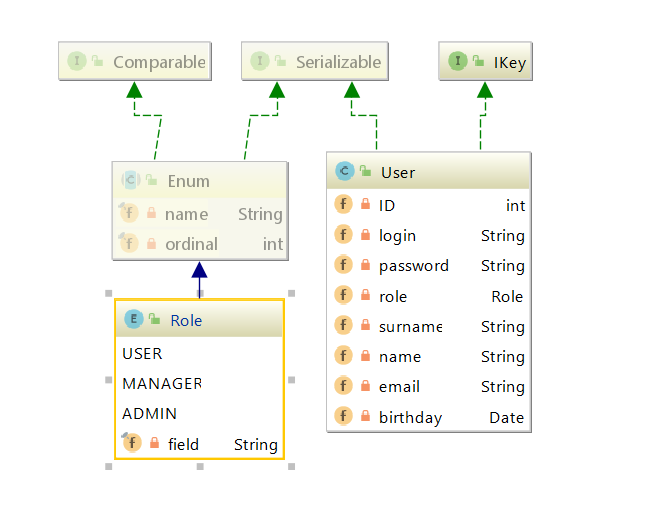 I Comparable
I Serializable
I IKey
C Enum
f name String
f ordinal int
E Role
USER
MANAGER
ADMIN
f field String
C User
f ID int
f login String
f password String
f role Role
f surname String
f name String
f email String
f birthday Date